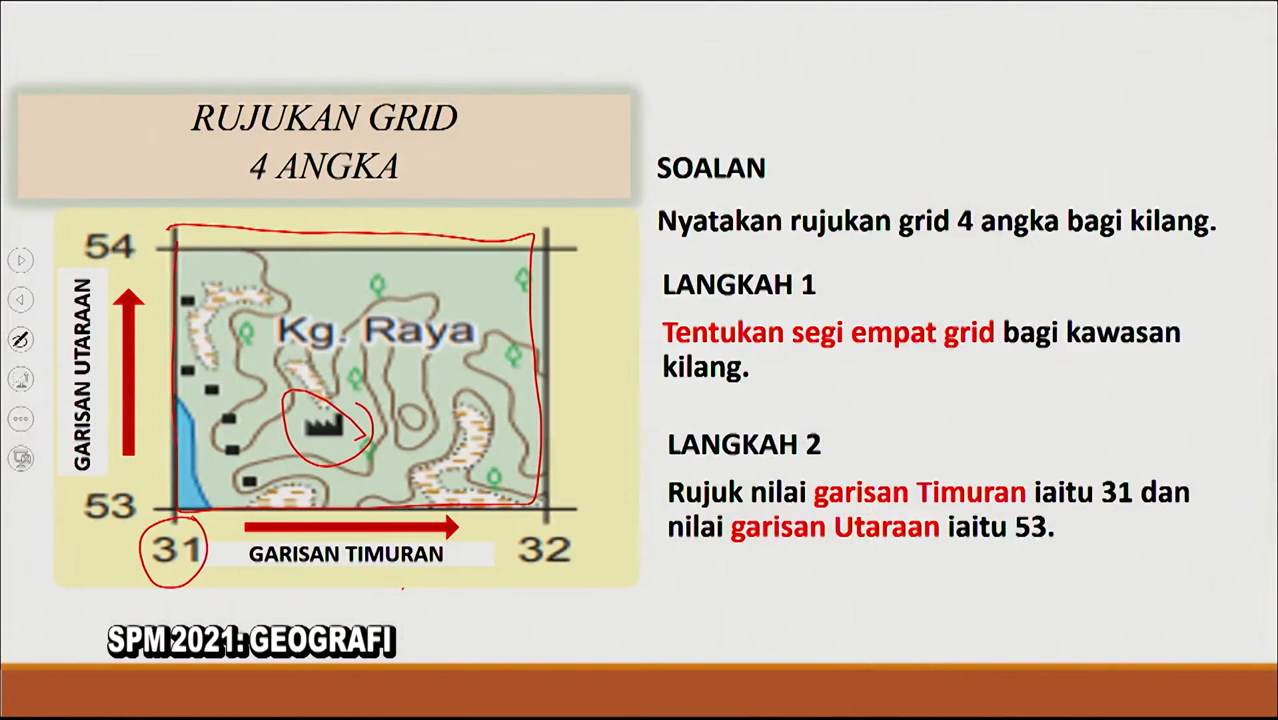 RUJUKAN GRID
4 ANGKA
54
GARISAN UTARAAN
Kg. Raya
53
31
GARISAN TIMURAN
32
SOALAN
Nyatakan rujukan grid 4 angka bagi kilang.
LANGKAH 1
Tentukan segi empat grid bagi kawasan
kilang.
LANGKAH 2
Rujuk nilai garisan Timuran iaitu 31 dan
nilai garisan Utaraan iaitu 53.
SPM 2021: GEOGRAFI